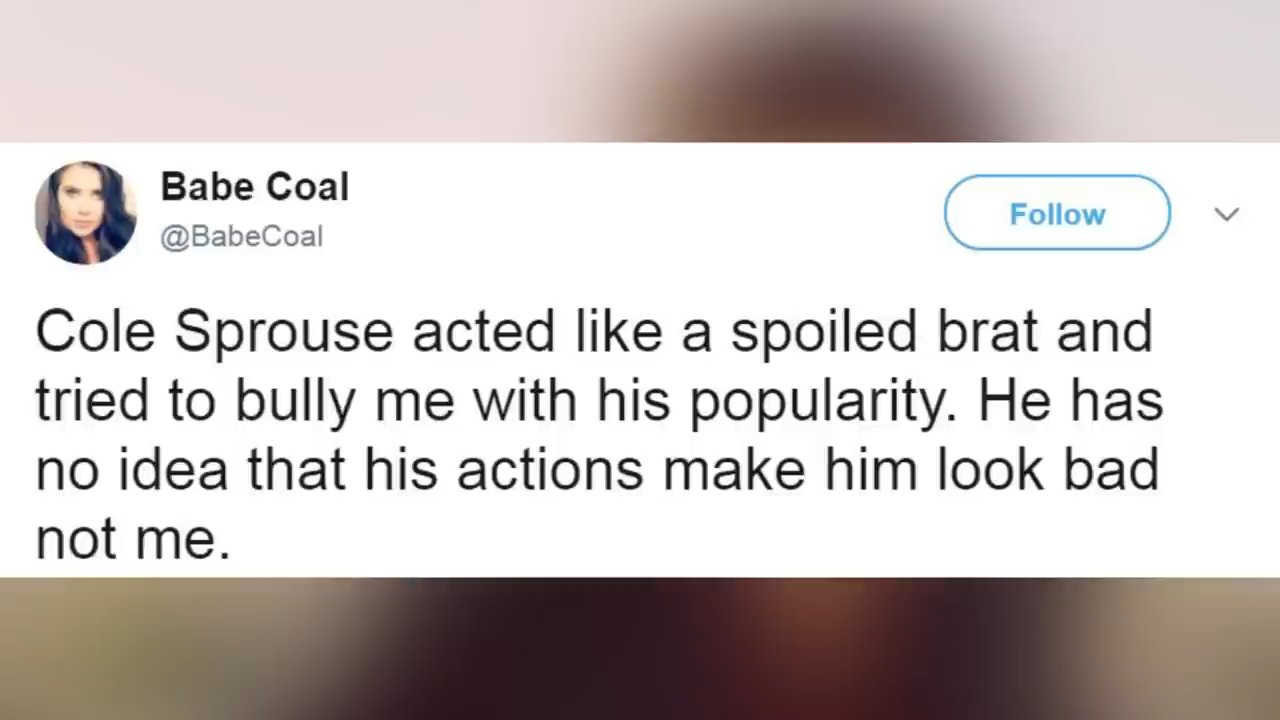 Babe Coal
@BabeCoal
Follow
Cole Sprouse acted like a spoiled brat and
tried to bully me with his popularity. He has
no idea that his actions make him look bad
not me.